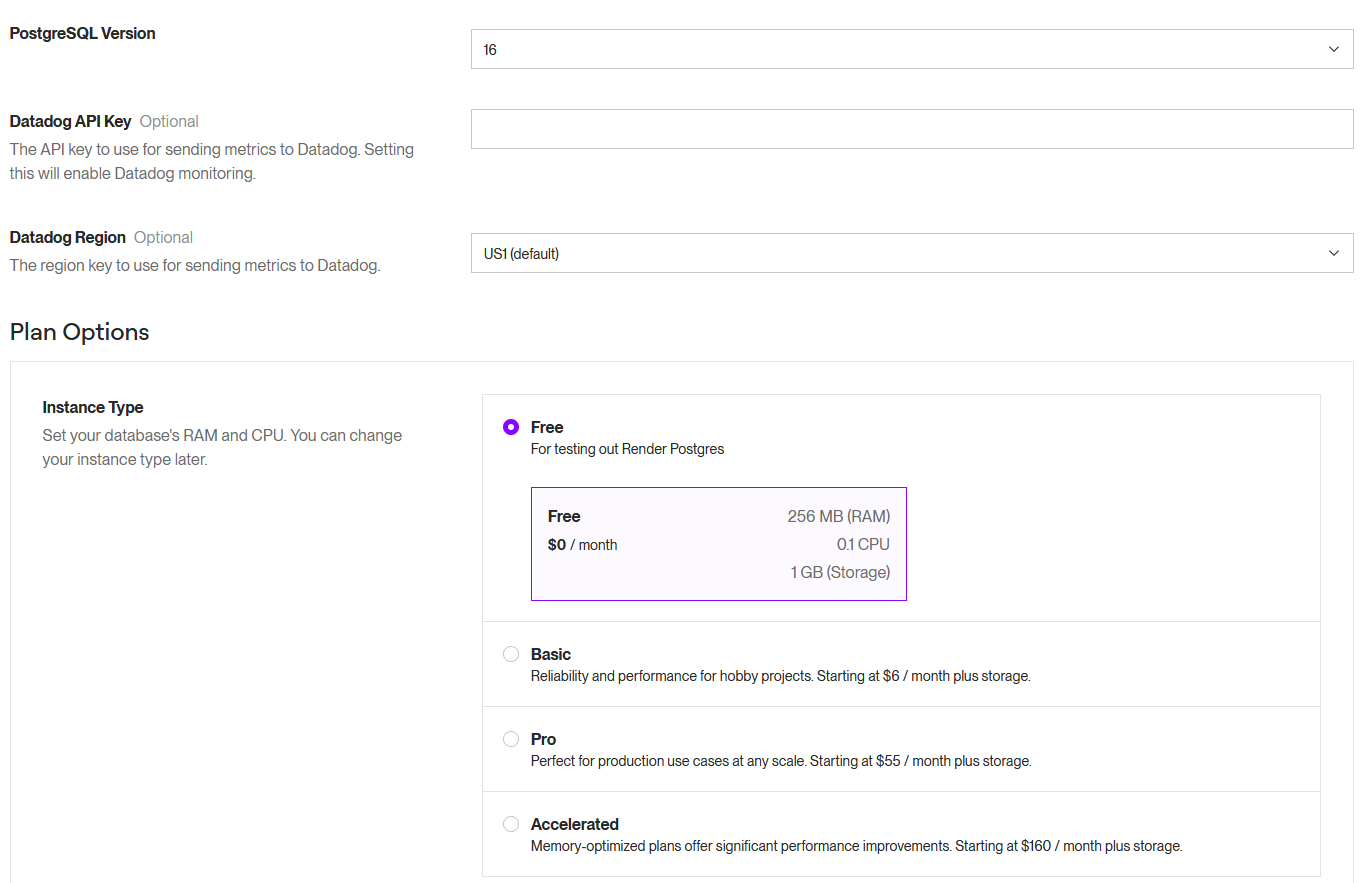 PostgreSQL Version
16
Datadog API Key Optional
The API key to use for sending metrics to Datadog. Setting
this will enable Datadog monitoring.
Datadog Region Optional
The region key to use for sending metrics to Datadog.
US1 (default)
Plan Options
Instance Type
Set your database's RAM and CPU. You can change
your instance type later.
Free
For testing out Render Postgres
Free
256 MB (RAM)
$0 / month
0.1 CPU
1 GB (Storage)
Basic
Reliability and performance for hobby projects. Starting at $6 / month plus storage.
Pro
Perfect for production use cases at any scale. Starting at $55 / month plus storage.
Accelerated
Memory-optimized plans offer significant performance improvements. Starting at $160 / month plus storage.